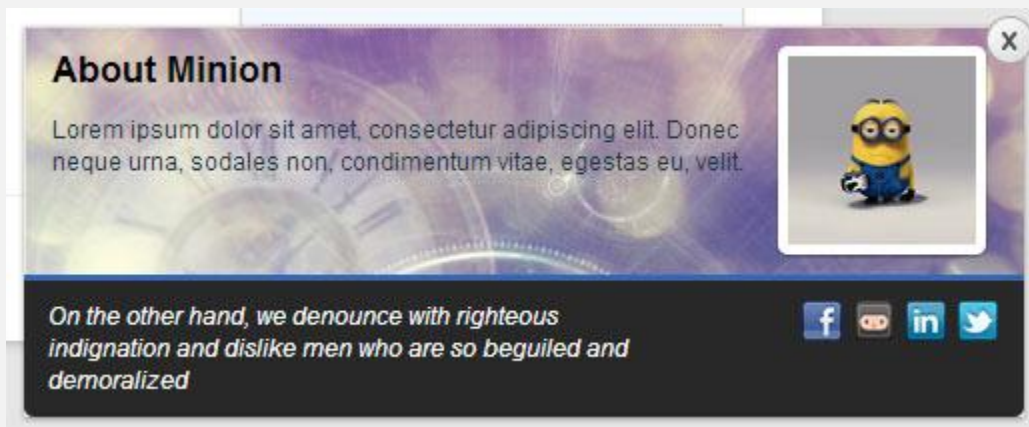 About Minion
Lorem ipsum dolor sit amet, consectetur adipiscing elit. Donec
neque urna, sodales non, condimentum vitae, egestas eu, velit.
X
On the other hand, we denounce with righteous
indignation and dislike men who are so beguiled and
demoralized
f
in